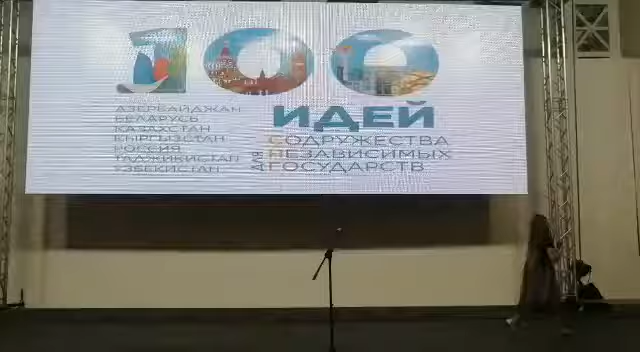 100
ИДЕЙ
АЗЕРБАЙДЖАН
БЕЛАРУСЬ
КАЗАХСТАН
КЫРГЫЗСТАН
РОССИЯ
ТАДЖИКИСТАН
УЗБЕКИСТАН
ДЛЯ
СОДРУЖЕСТВА
НЕЗАВИСИМЫХ
ГОСУДАРСТВ